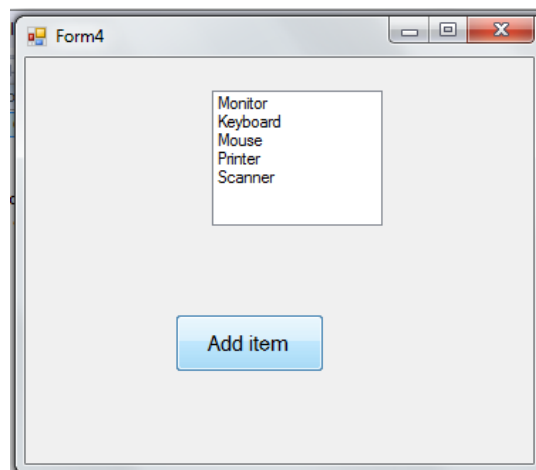 Form4
Monitor
Keyboard
Mouse
Printer
Scanner
Add item